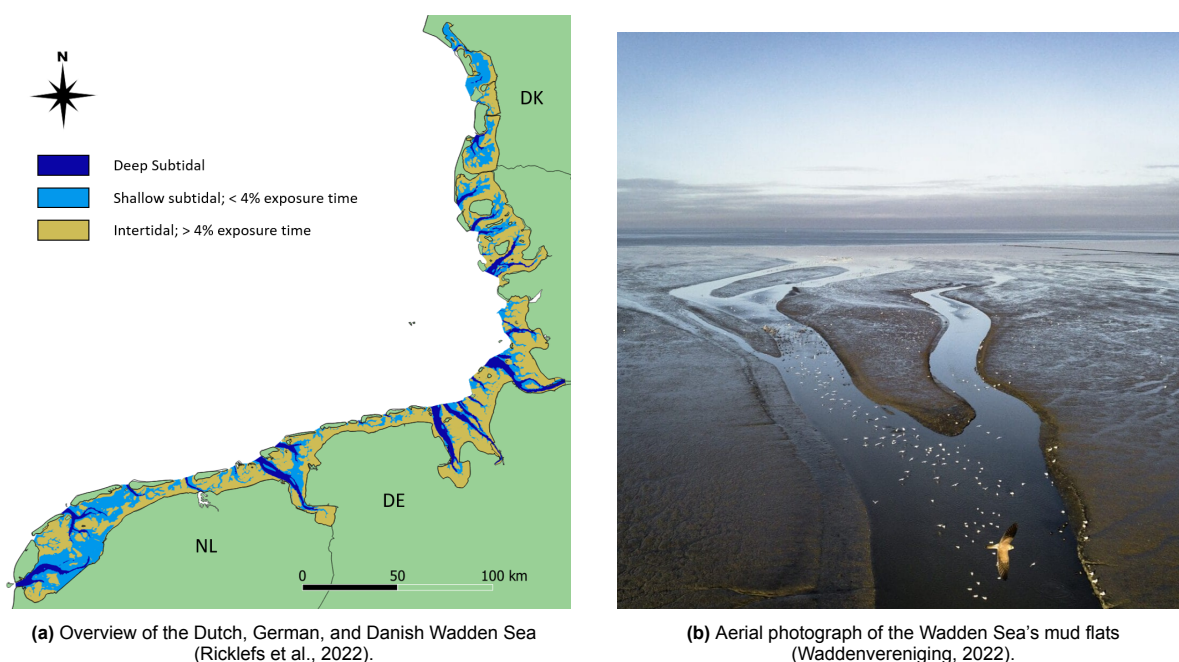 N
DK
Deep Subtidal
Shallow subtidal; < 4% exposure time
Intertidal; > 4% exposure time
DE
NL
0 50 100 km
(a) Overview of the Dutch, German, and Danish Wadden Sea
(Ricklefs et al., 2022).
(b) Aerial photograph of the Wadden Sea's mud flats
(Waddenvereniging, 2022).